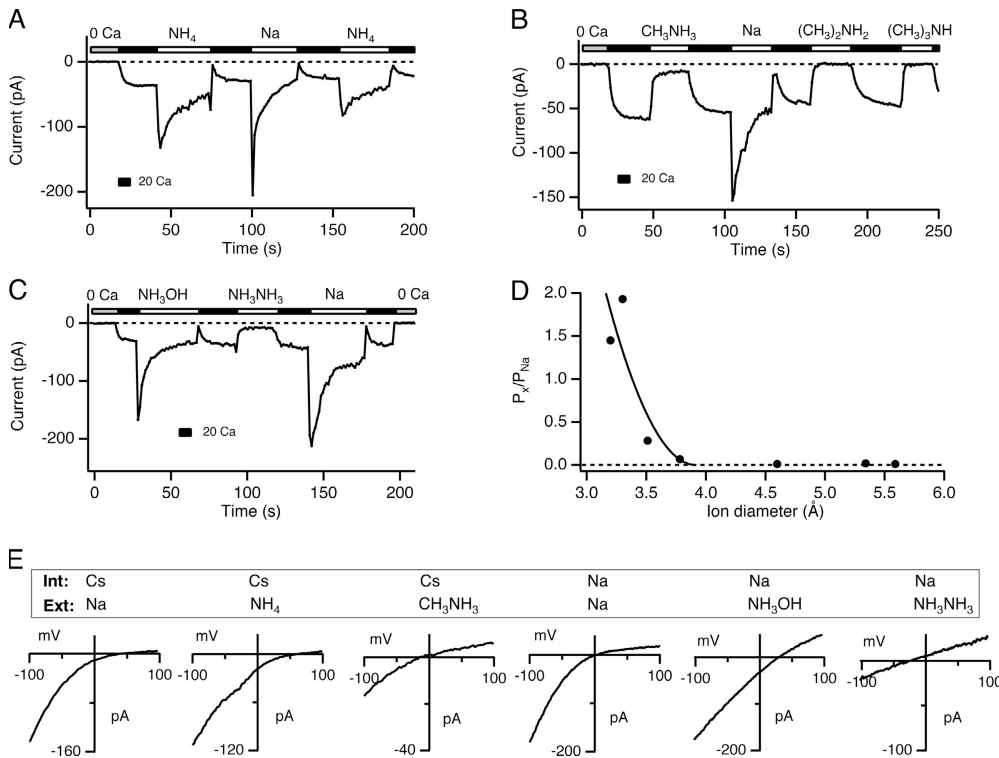 A
0 Ca NH4 Na NH4
0
-100
-200
Current (pA)
20 Ca
0 50 100 150 200
Time (s)
B
0 Ca CH3NH3 Na (CH3)2NH2 (CH3)3NH
0
-50
-100
-150
Current (pA)
20 Ca
0 50 100 150 200 250
Time (s)
C
0 Ca NH3OH NH3NH3 Na 0 Ca
0
-100
-200
Current (pA)
20 Ca
0 50 100 150 200
Time (s)
D
2.0
1.5
1.0
0.5
0.0
Px/PNa
3.0 3.5 4.0 4.5 5.0 5.5 6.0
Ion diameter (Å)
E
Int: Cs Cs Cs Na Na Na
Ext: Na NH4 CH3NH3 Na NH3OH NH3NH3
mV mV mV mV mV mV
-100 100 -100 100 -100 100 -100 100 -100 100 -100 100
pA pA pA pA pA pA
-160 -120 -40 -200 -200 -100